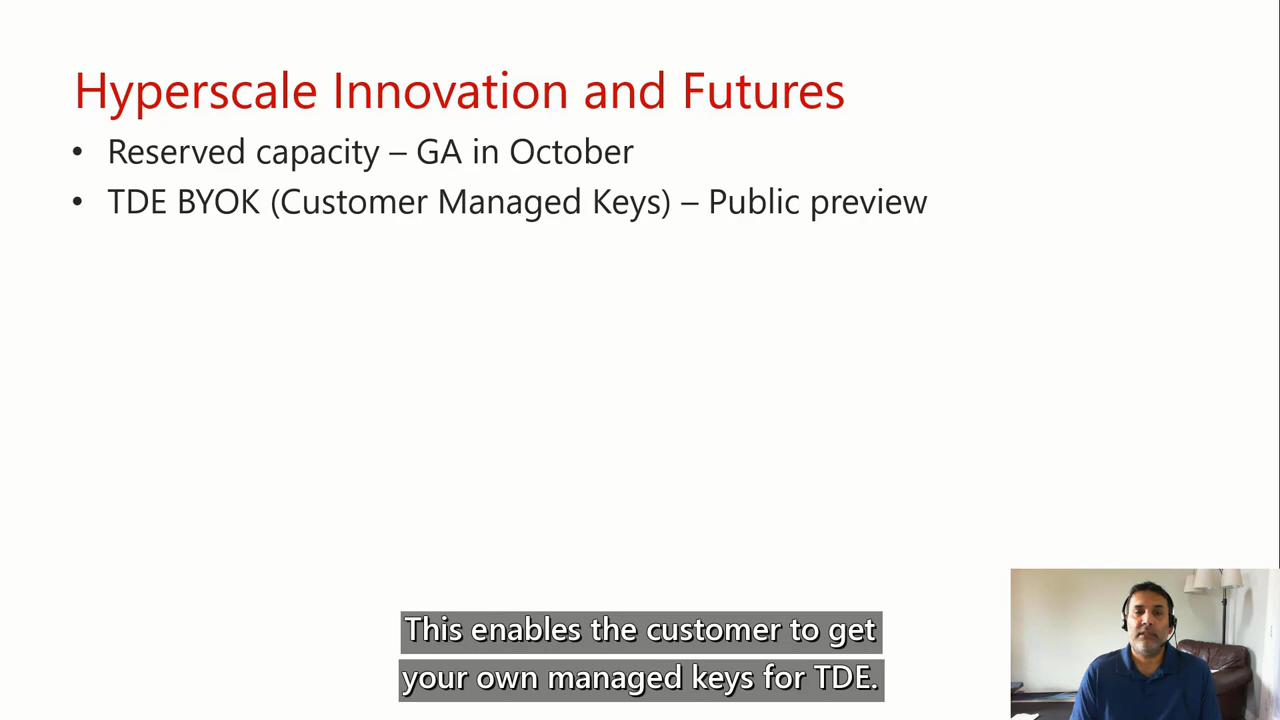 Hyperscale Innovation and Futures
• Reserved capacity – GA in October
• TDE BYOK (Customer Managed Keys) – Public preview
This enables the customer to get
your own managed keys for TDE.